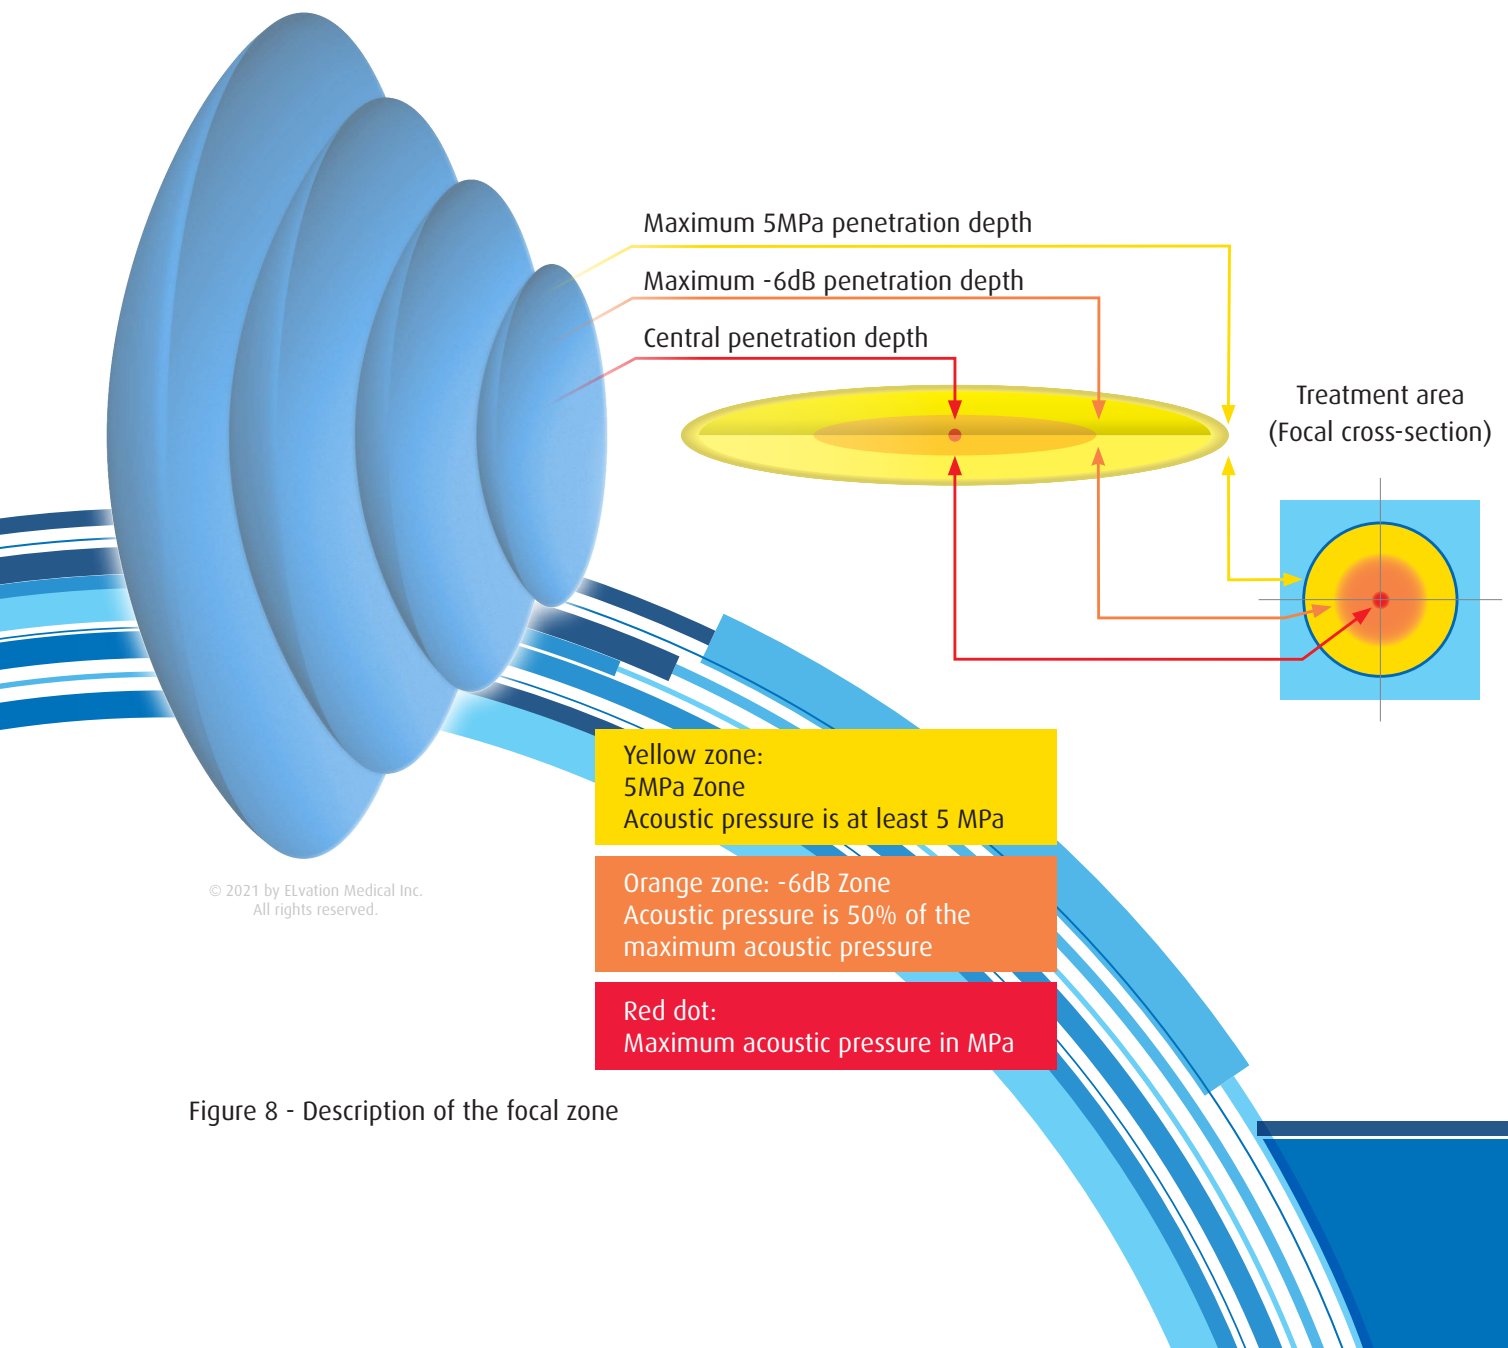 Maximum 5MPa penetration depth
Maximum -6dB penetration depth
Central penetration depth
Treatment area
(Focal cross-section)
Yellow zone:
5MPa Zone
Acoustic pressure is at least 5 MPa
Orange zone: -6dB Zone
Acoustic pressure is 50% of the
maximum acoustic pressure
Red dot:
Maximum acoustic pressure in MPa
© 2021 by ELvation Medical Inc.
All rights reserved.
Figure 8 - Description of the focal zone